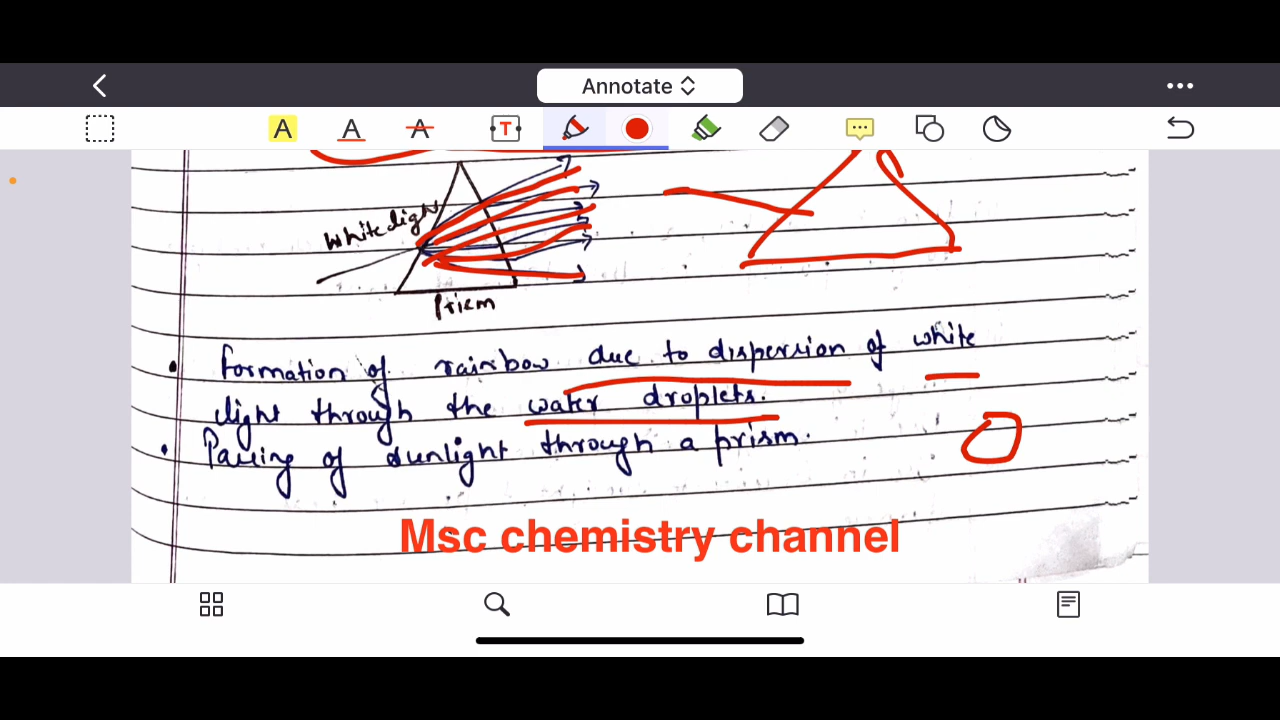 Annotate
A A A T
White light
Prism
• Formation of rainbow due to dispersion of white
light through the water droplets.
• Passing of sunlight through a prism.
Msc chemistry channel